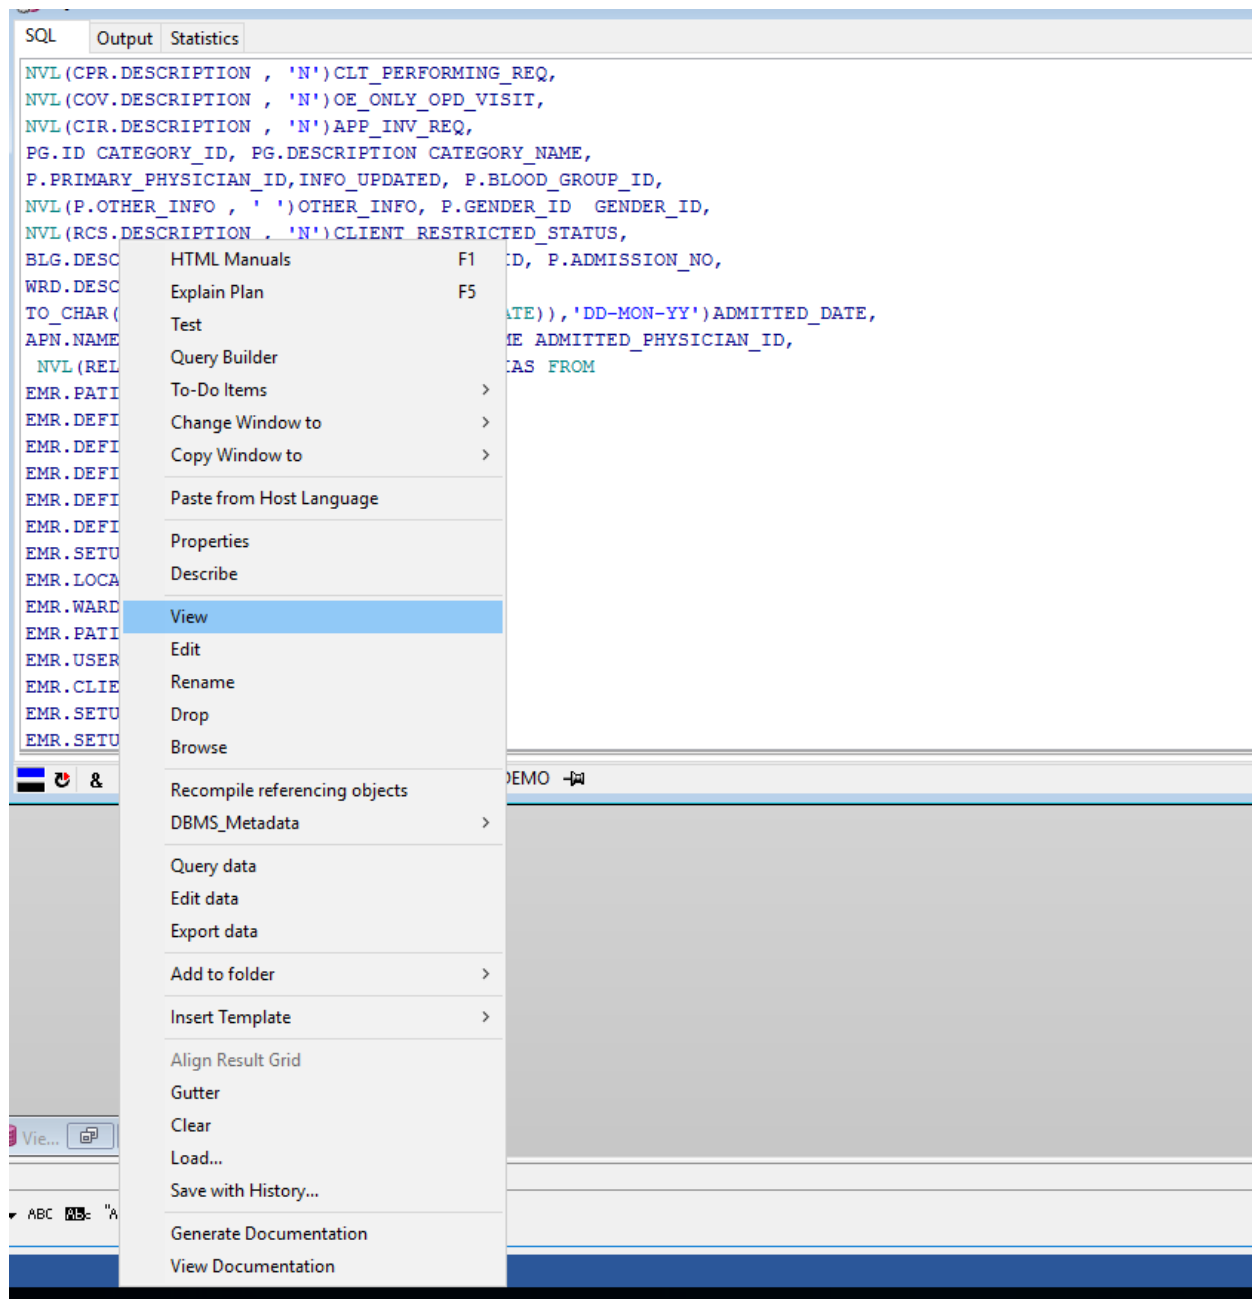 SQL Output Statistics
NVL(CPR.DESCRIPTION , 'N')CLT_PERFORMING_REQ,
NVL(COV.DESCRIPTION , 'N')OE_ONLY_OPD_VISIT,
NVL(CIR.DESCRIPTION , 'N')APP_INV_REQ,
PG.ID CATEGORY_ID, PG.DESCRIPTION CATEGORY_NAME,
P.PRIMARY_PHYSICIAN_ID,INFO_UPDATED, P.BLOOD_GROUP_ID,
NVL(P.OTHER_INFO , ' ')OTHER_INFO, P.GENDER_ID  GENDER_ID,
NVL(RCS.DESCRIPTION , 'N')CLIENT_RESTRICTED_STATUS,
BLG.DESC ID, P.ADMISSION_NO,
WRD.DESC
TO_CHAR( ATE)),'DD-MON-YY')ADMITTED_DATE,
APN.NAME ME ADMITTED_PHYSICIAN_ID,
NVL(REL IAS FROM
EMR.PATI
EMR.DEFI
EMR.DEFI
EMR.DEFI
EMR.DEFI
EMR.DEFI
EMR.SETU
EMR.LOCA
EMR.WARD
EMR.PATI
EMR.USER
EMR.CLIE
EMR.SETU
EMR.SETU
HTML Manuals F1
Explain Plan F5
Test
Query Builder
To-Do Items
Change Window to
Copy Window to
Paste from Host Language
Properties
Describe
View
Edit
Rename
Drop
Browse
Recompile referencing objects
DBMS_Metadata
Query data
Edit data
Export data
Add to folder
Insert Template
Align Result Grid
Gutter
Clear
Load...
Save with History...
Generate Documentation
View Documentation
& DEMO
Vie...
ABC ABc "A